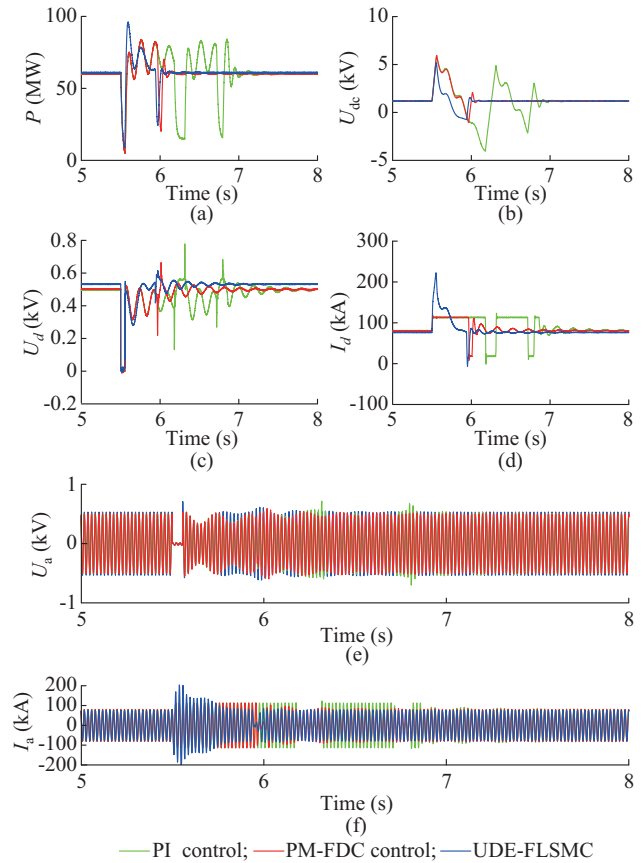 P (MW)
100
50
0
5 6 7 8
Time (s)
(a)
U_dc (kV)
10
5
0
-5
5 6 7 8
Time (s)
(b)
U_d (kV)
0.8
0.6
0.4
0.2
0
-0.2
5 6 7 8
Time (s)
(c)
I_d (kA)
300
200
100
0
-100
5 6 7 8
Time (s)
(d)
U_a (kV)
1
0
-1
5 6 7 8
Time (s)
(e)
I_a (kA)
200
100
0
-100
-200
5 6 7 8
Time (s)
(f)
PI control; PM-FDC control; UDE-FLSMC